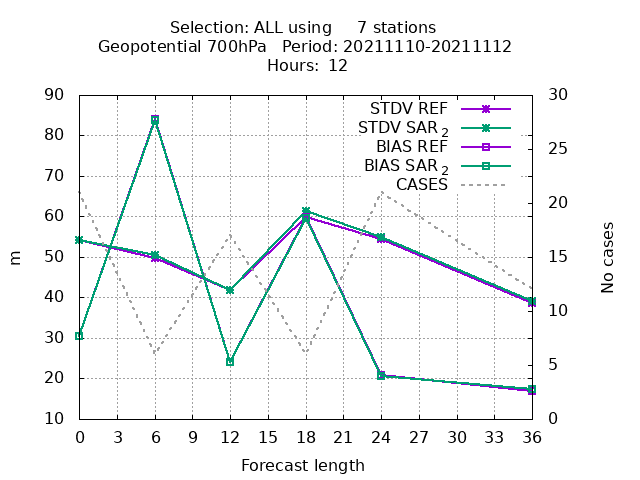 Selection: ALL using     7 stations
Geopotential 700hPa   Period: 20211110-20211112
Hours:  12
90 30
STDV REF
STDV SAR 2
BIAS REF
BIAS SAR 2
CASES
80 25
70
60 20
50 15
40
30 10
20 5
10 0
m
No cases
0 3 6 9 12 15 18 21 24 27 30 33 36
Forecast length